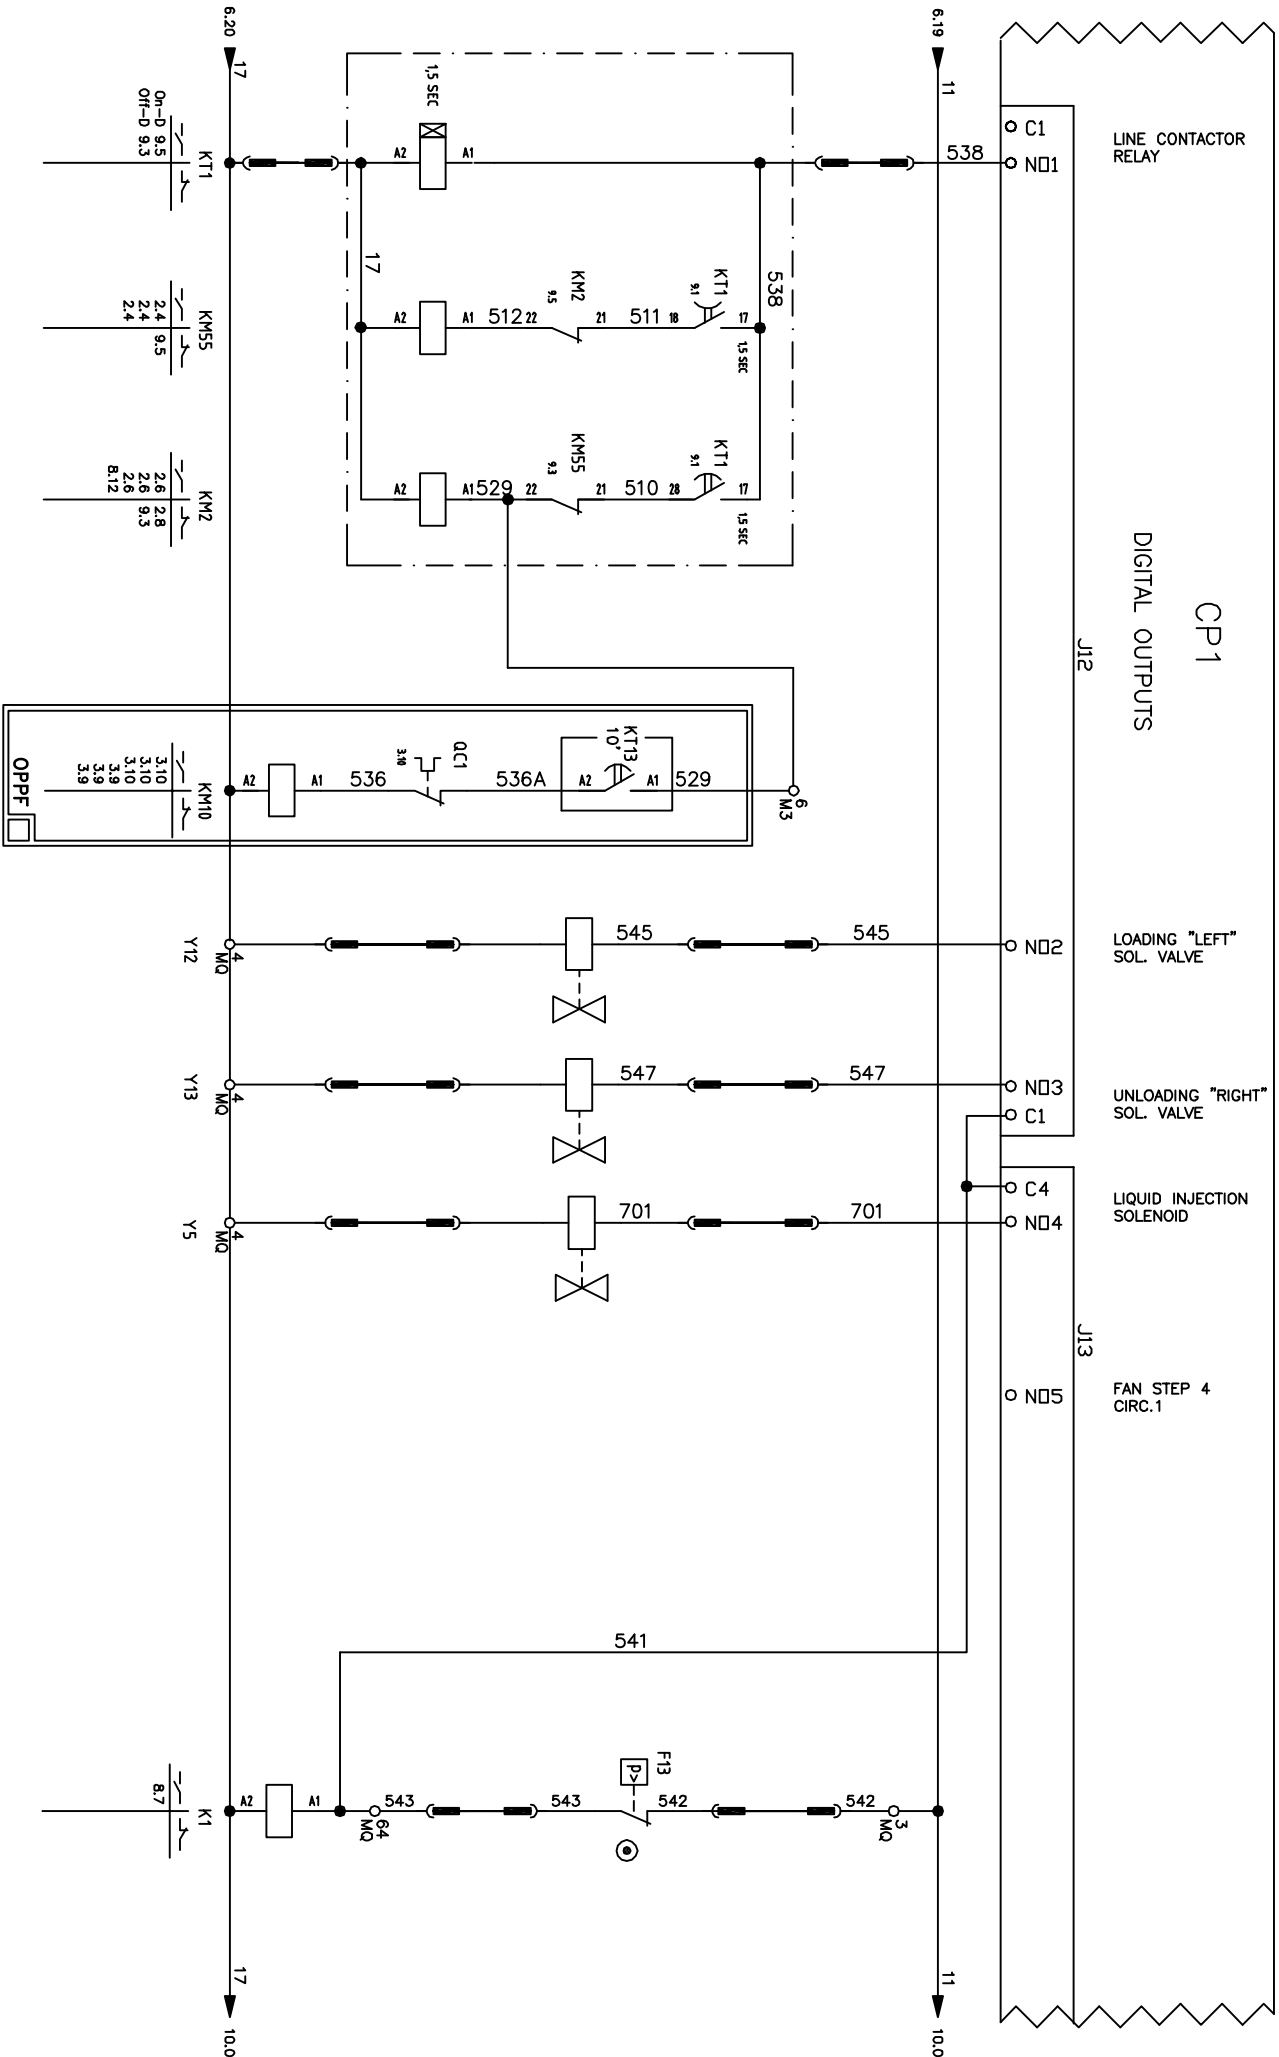 CP1
DIGITAL OUTPUTS
LINE CONTACTOR
RELAY
LOADING "LEFT"
SOL. VALVE
UNLOADING "RIGHT"
SOL. VALVE
LIQUID INJECTION
SOLENOID
FAN STEP 4
CIRC.1
J12
J13
C1
NO1
NO2
NO3
C1
C4
NO4
NO5
6.19
11
11
10.0
538
545
547
701
541
542
3
MQ
542
F13
P>
543
543
64
MQ
A1
A2
538
KT1
9.1
17
18
1,5 SEC
511
KM2
9.5
21
22
512
A1
A2
KT1
9.1
17
28
1,5 SEC
510
KM55
9.3
21
22
529
A1
A2
1,5 SEC
A1
A2
17
6
M3
529
KT13
10'
A1
A2
536A
QC1
3.10
536
A1
A2
545
547
701
6.20
17
17
10.0
4
MQ
Y12
4
MQ
Y13
4
MQ
Y5
KT1
On-D 9.5
Off-D 9.3
KM55
2.4 9.5
2.4
2.4
KM2
2.6 2.8
2.6 9.3
2.6
8.12
KM10
3.10
3.10
3.10
3.9
3.9
3.9
OPPF
K1
8.7